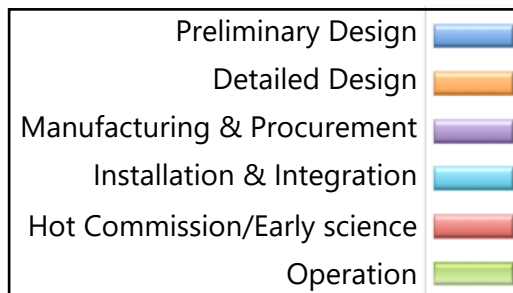 Preliminary Design
Detailed Design
Manufacturing & Procurement
Installation & Integration
Hot Commission/Early science
Operation